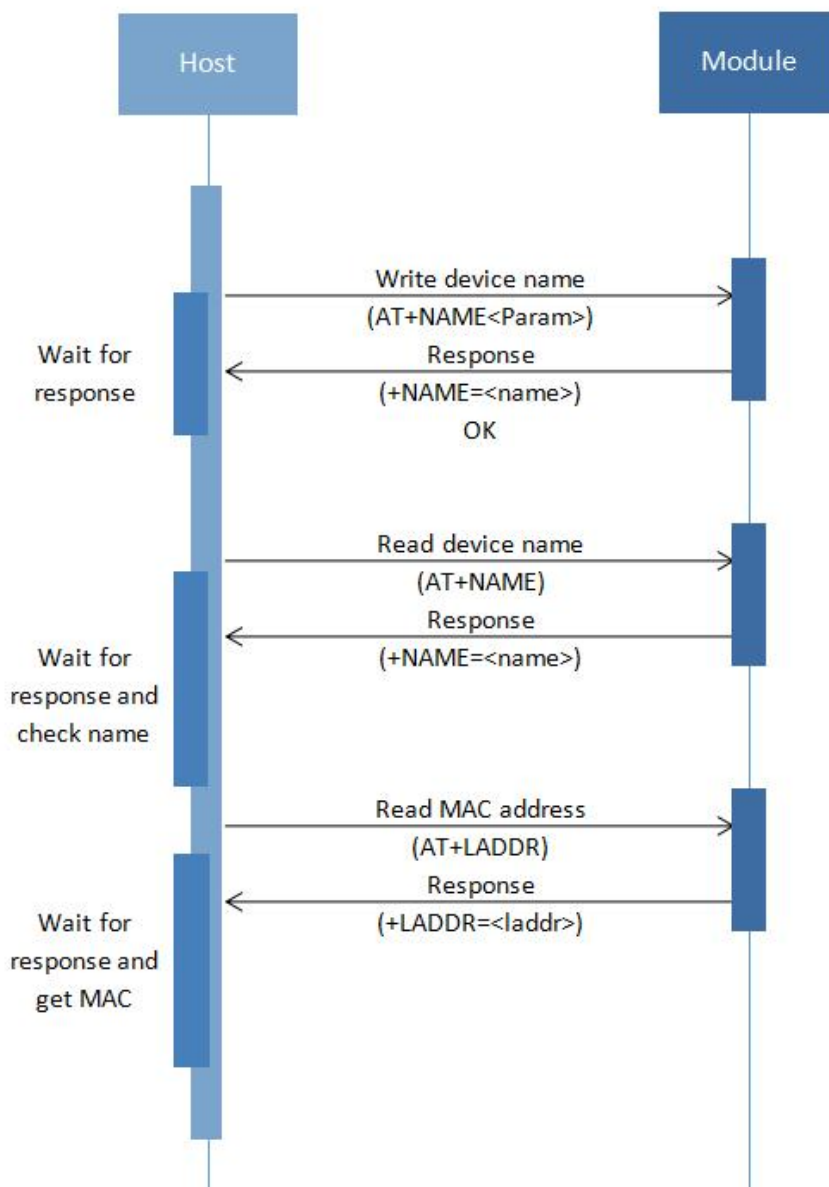 Host
Module
Write device name
(AT+NAME<Param>)
Wait for
response
Response
(+NAME=<name>)
OK
Read device name
(AT+NAME)
Response
(+NAME=<name>)
Wait for
response and
check name
Read MAC address
(AT+LADDR)
Response
(+LADDR=<laddr>)
Wait for
response and
get MAC